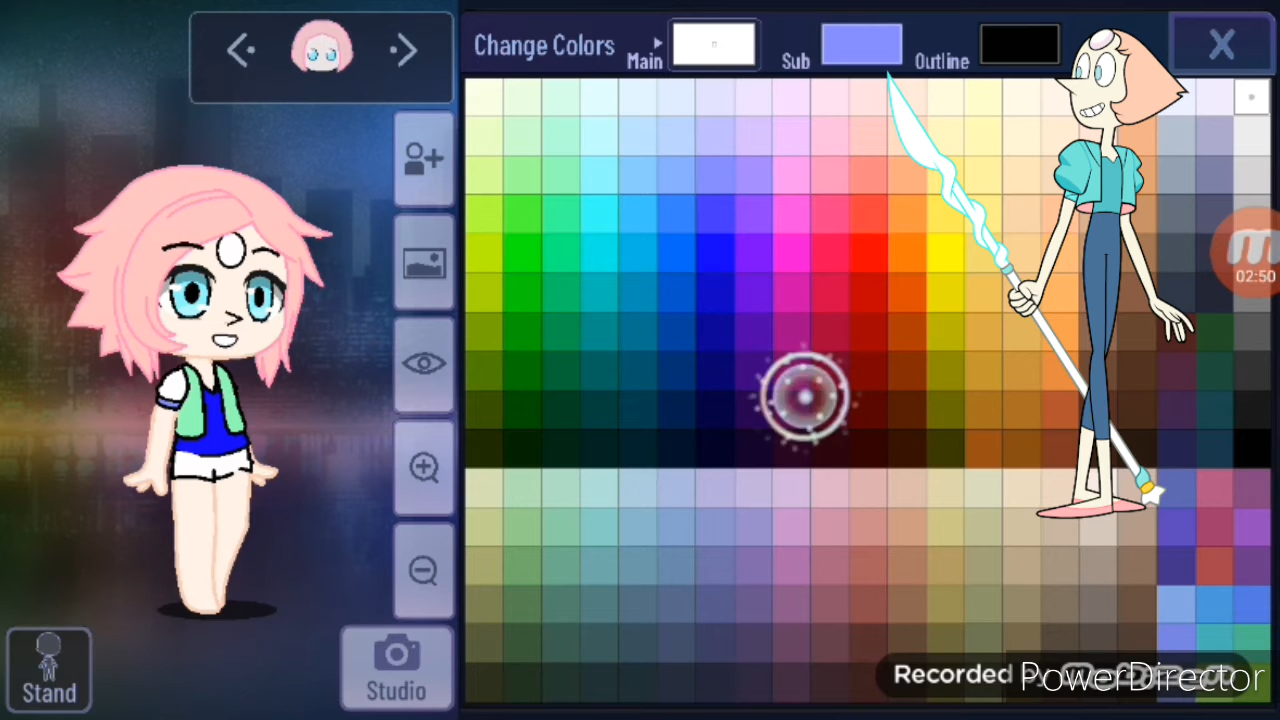 Change Colors
Main
Sub
Outline
X
02:50
Stand
Studio
Recorded
PowerDirector